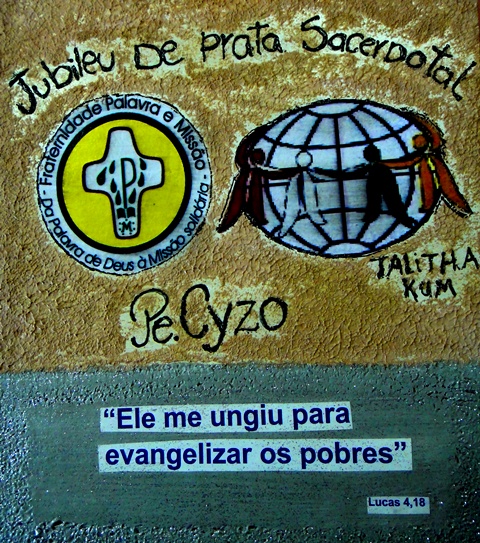 Jubileu De prata Sacerdotal
Fraternidade Palavra e Missão
Da Palavra de Deus à Missão solidária
P
M
TALITHA
KUM
Pe. Cyzo
“Ele me ungiu para
evangelizar os pobres”
Lucas 4,18